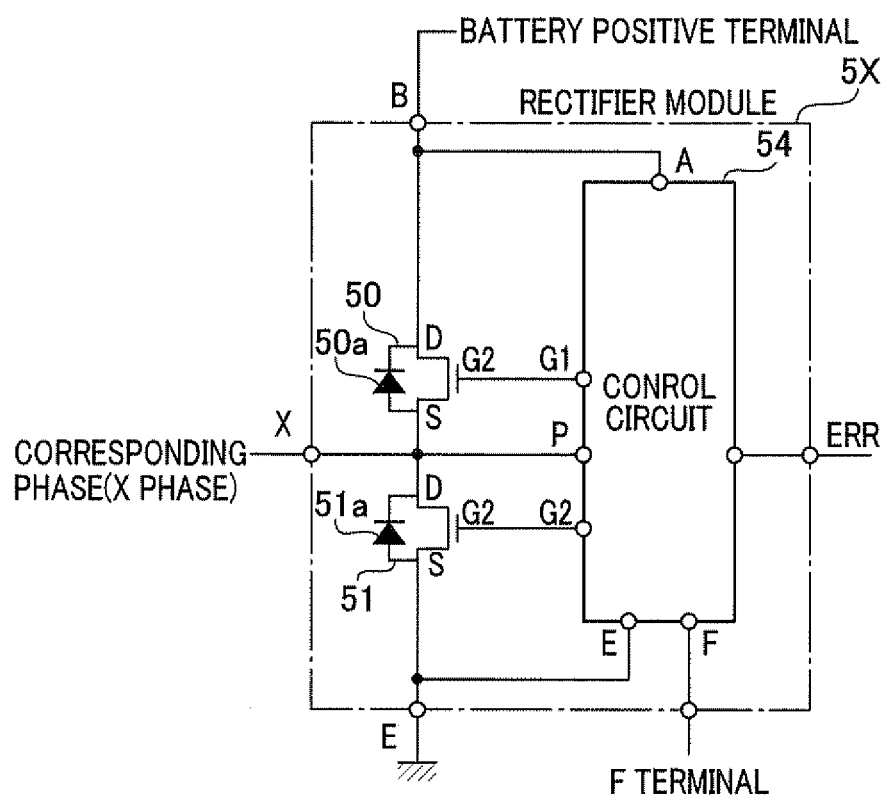 BATTERY POSITIVE TERMINAL
5X
B
RECTIFIER MODULE
54
A
50
D
50a
G2
G1
CONROL
CIRCUIT
S
X
P
ERR
CORRESPONDING
PHASE(X PHASE)
D
51a
G2
G2
S
51
E
F
E
F TERMINAL